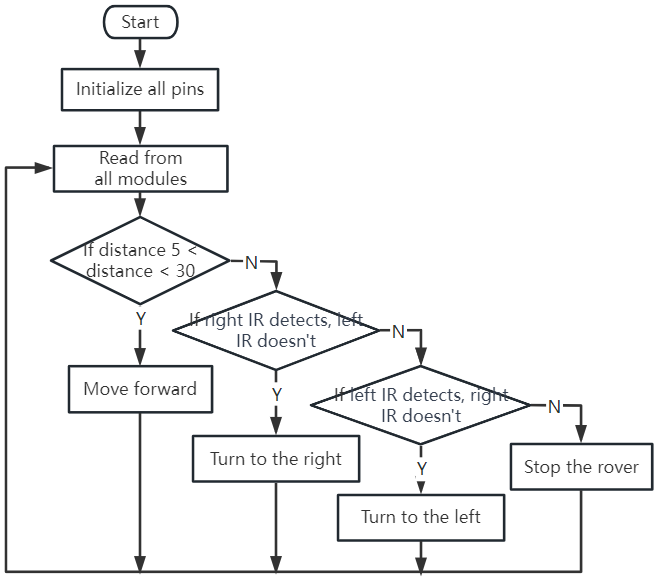 Start
Initialize all pins
Read from
all modules
If distance 5 <
distance < 30
N
Y
If right IR detects, left
IR doesn't
N
Y
Move forward
If left IR detects, right
IR doesn't
N
Y
Turn to the right
Stop the rover
Turn to the left